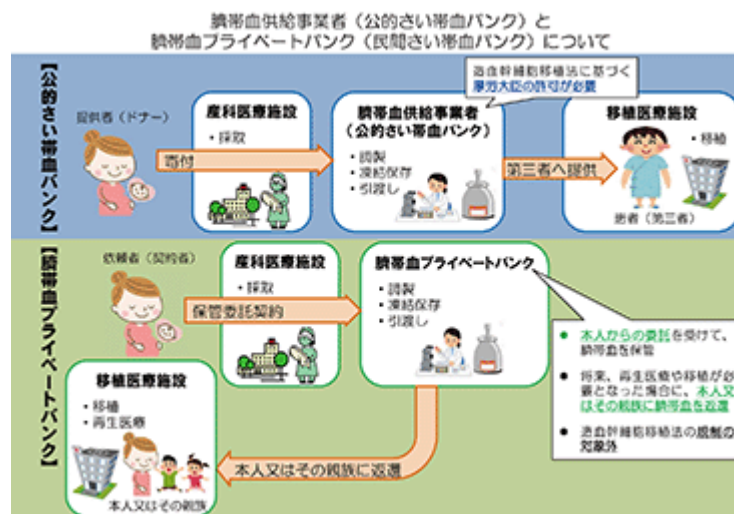 臍帯血供給事業者（公的さい帯血バンク）と
臍帯血プライベートバンク（民間さい帯血バンク）について
【公的さい帯血バンク】
提供者（ドナー）
産科医療施設
・採取
寄付
造血幹細胞移植法に基づく
厚労大臣の許可が必要
臍帯血供給事業者
（公的さい帯血バンク）
・調製
・凍結保存
・引渡し
第三者へ提供
移植医療施設
・移植
患者（第三者）
【臍帯血プライベートバンク】
依頼者（契約者）
産科医療施設
・採取
保管委託契約
臍帯血プライベートバンク
・調製
・凍結保存
・引渡し
● 本人からの委託を受けて、
臍帯血を保管
● 将来、再生医療や移植が必
要となった場合に、本人又
はその親族に臍帯血を返還
● 造血幹細胞移植法の規制の
対象外
移植医療施設
・移植
・再生医療
本人又はその親族
本人又はその親族に返還